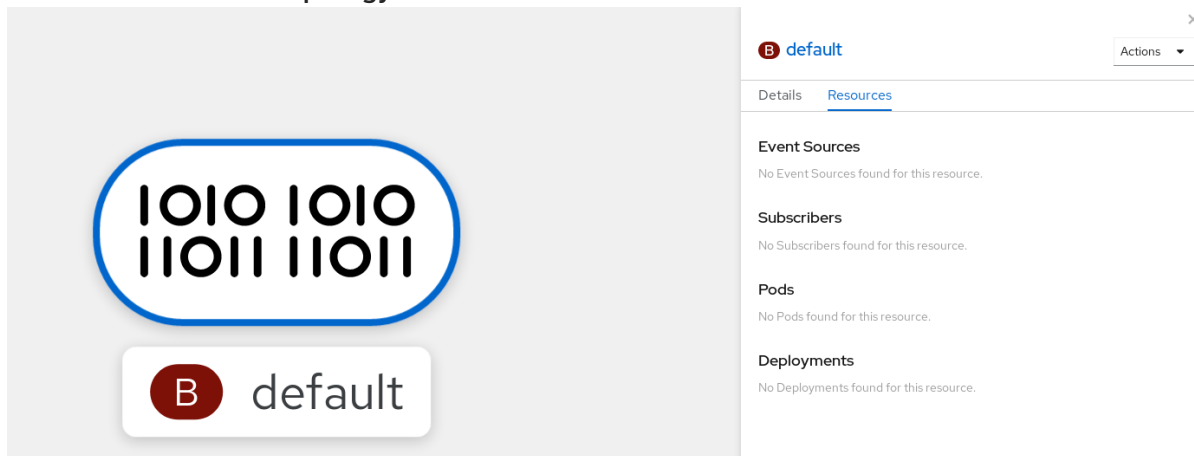 1010 1010
11011 11011
B default
B default
Actions
Details Resources
Event Sources
No Event Sources found for this resource.
Subscribers
No Subscribers found for this resource.
Pods
No Pods found for this resource.
Deployments
No Deployments found for this resource.